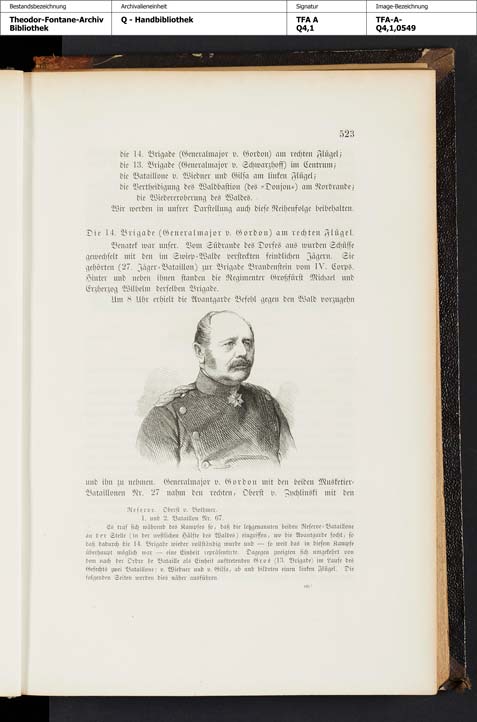 Bestandsbezeichnung
Theodor-Fontane-Archiv
Bibliothek
Archivalieneinheit
Q - Handbibliothek
Signatur
TFA A
Q4,1
Image-Bezeichnung
TFA-A-
Q4,1,0549
523
die 14. Brigade (Generalmajor v. Gordon) am rechten Flügel;
die 13. Brigade (Generalmajor v. Schwarzhoff) im Centrum;
die Bataillone v. Wiedner und Gilsa am linken Flügel;
die Vertheidigung des Waldbastion (des »Donjon«) am Nordrande;
die Wiedereroberung des Waldes.
Wir werden in unsrer Darstellung auch diese Reihenfolge beibehalten.
Die 14. Brigade (Generalmajor v. Gordon) am rechten Flügel.
Benatek war unser. Vom Südrande des Dorfes aus wurden Schüsse
gewechselt mit den im Swiep-Walde versteckten feindlichen Jägern. Sie
gehörten (27. Jäger-Bataillon) zur Brigade Brandenstein vom IV. Corps.
Hinter und neben ihnen standen die Regimenter Großfürst Michael und
Erzherzog Wilhelm derselben Brigade.
Um 8 Uhr erhielt die Avantgarde Befehl gegen den Wald vorzugehn
und ihn zu nehmen. Generalmajor v. Gordon mit den beiden Musketier-
Bataillonen Nr. 27 nahm den rechten; Oberst v. Zychlinski mit den
Reserve. Oberst v. Bothmer.
1. und 2. Bataillon Nr. 67.
Es traf sich während des Kampfes so, daß die letztgenannten beiden Reserve-Bataillone
an der Stelle (in der westlichen Hälfte des Waldes) eingriffen, wo die Avantgarde focht; so
daß dadurch die 14. Brigade wieder vollständig wurde und — so weit das in diesem Kampfe
überhaupt möglich war — eine Einheit repräsentirte. Dagegen zweigten sich umgekehrt von
dem nach der Ordre de Bataille als Einheit auftretenden Gros (13. Brigade) im Laufe des
Gefechts zwei Bataillone: v. Wiedner und v. Gilsa, ab und bildeten einen linken Flügel. Die
folgenden Seiten werden dies näher ausführen.